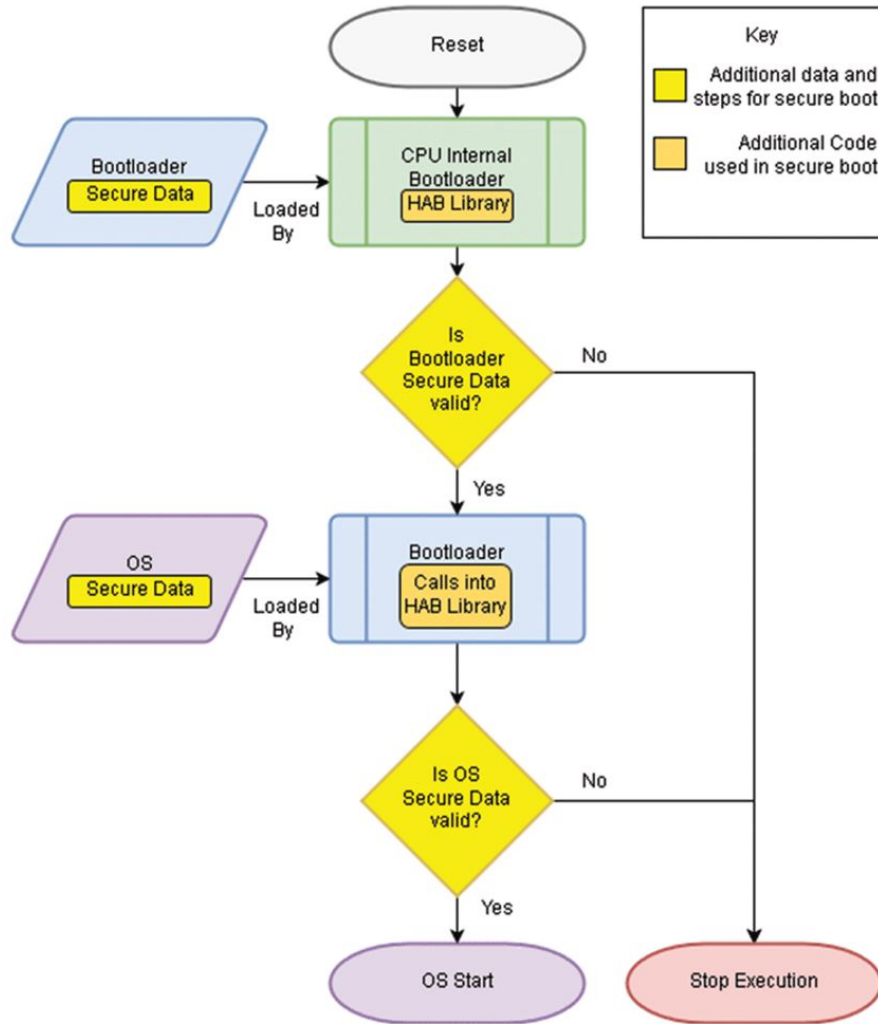 Reset
Key
Additional data and
steps for secure boot
Additional Code
used in secure boot
Bootloader
Secure Data
Loaded
By
CPU Internal
Bootloader
HAB Library
Is
Bootloader
Secure Data
valid?
No
Yes
OS
Secure Data
Loaded
By
Bootloader
Calls into
HAB Library
Is OS
Secure Data
valid?
No
Yes
OS Start
Stop Execution